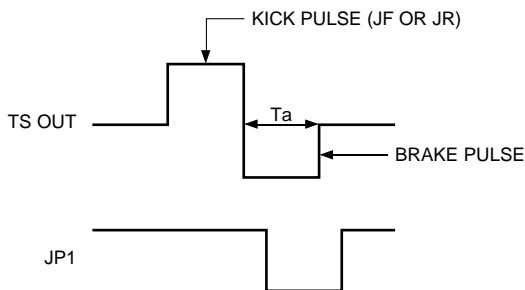 KICK PULSE (JF OR JR)
TS OUT
Ta
BRAKE PULSE
JP1